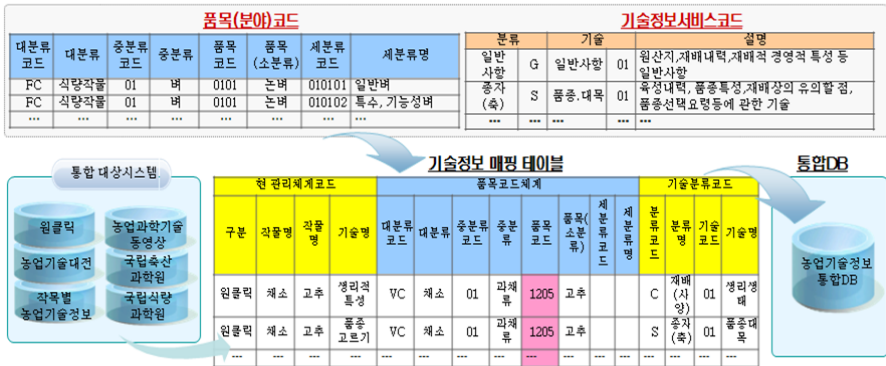 품목(분야)코드
대분류 코드 대분류 중분류 코드 중분류 품목 코드 품목 (소분류) 세분류 코드 세분류명
FC 식량작물 01 벼 0101 논벼 010101 일반벼
FC 식량작물 01 벼 0101 논벼 010102 특수, 기능성벼
... ... ... ... ... ... ... ...
기술정보서비스코드
분류 기술 설명
일반 사항 G 일반사항 01 원산지,재배내력,재배적 경영적 특성 등 일반사항
종자 (축) S 품종.대목 01 육성내력, 품종특성,재배상의 유의할 점, 품종선택요령등에 관한 기술
--- --- --- --- ---
통합 대상시스템
원클릭
농업과학기술 동영상
농업기술대전
국립축산 과학원
작목별 농업기술정보
국립식량 과학원
기술정보 매핑 테이블
현 관리체계코드 품목코드체계 기술분류코드
구분 작물명 작물명 기술명 대분류 코드 대분류 중분류 코드 중분류 품목 코드 품목(소분류) 세분류코드 세분류명 분류코드 분류명 기술코드 기술명
원클릭 채소 고추 생리적 특성 VC 채소 01 과채류 1205 고추 C 재배(사양) 01 생리생태
원클릭 채소 고추 품종 고르기 VC 채소 01 과채류 1205 고추 S 종자(축) 01 품종대목
--- --- --- --- --- --- --- --- --- --- --- --- --- ---
통합DB
농업기술정보
통합DB